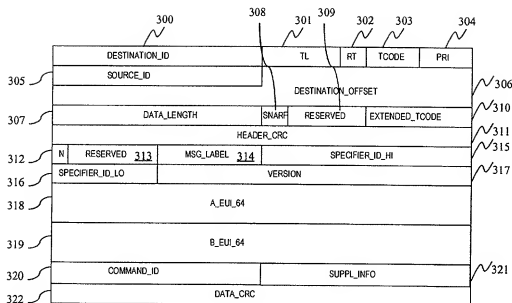 300 308 301 309 302 303 304
DESTINATION_ID TL RT TCODE PRI
305 SOURCE_ID
DESTINATION_OFFSET 306
307 DATA_LENGTH SNARF RESERVED EXTENDED_TCODE 310
HEADER_CRC 311
312 N RESERVED 313 MSG_LABEL 314 SPECIFIER_ID_HI 315
316 SPECIFIER_ID_LO VERSION 317
318 A_EUI_64
319 B_EUI_64
320 COMMAND_ID SUPPL_INFO 321
322 DATA_CRC